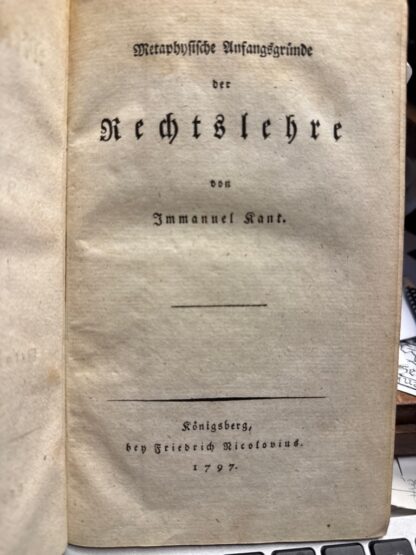 Metaphysische Anfangsgründe
der
Rechtslehre
von
Immanuel Kant.
Königsberg,
bey Friedrich Nicolovius.
1797.